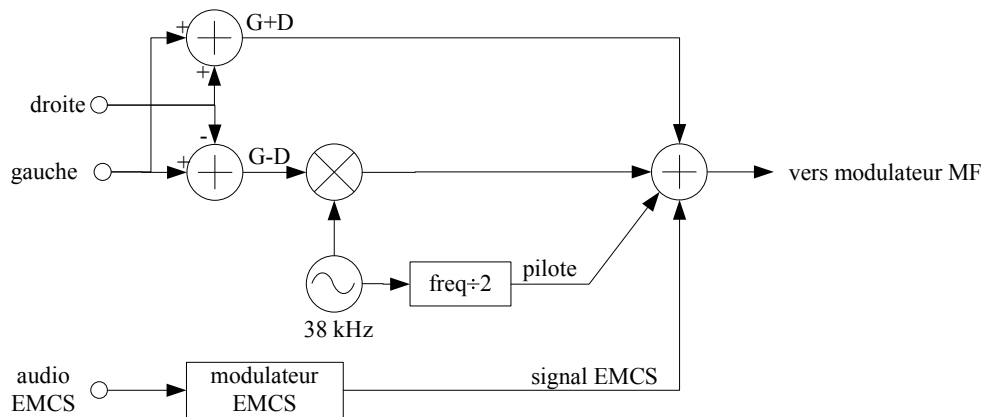 + G+D
+
droite
-
+ G-D
gauche
vers modulateur MF
freq÷2
pilote
38 kHz
audio
EMCS
modulateur
EMCS
signal EMCS